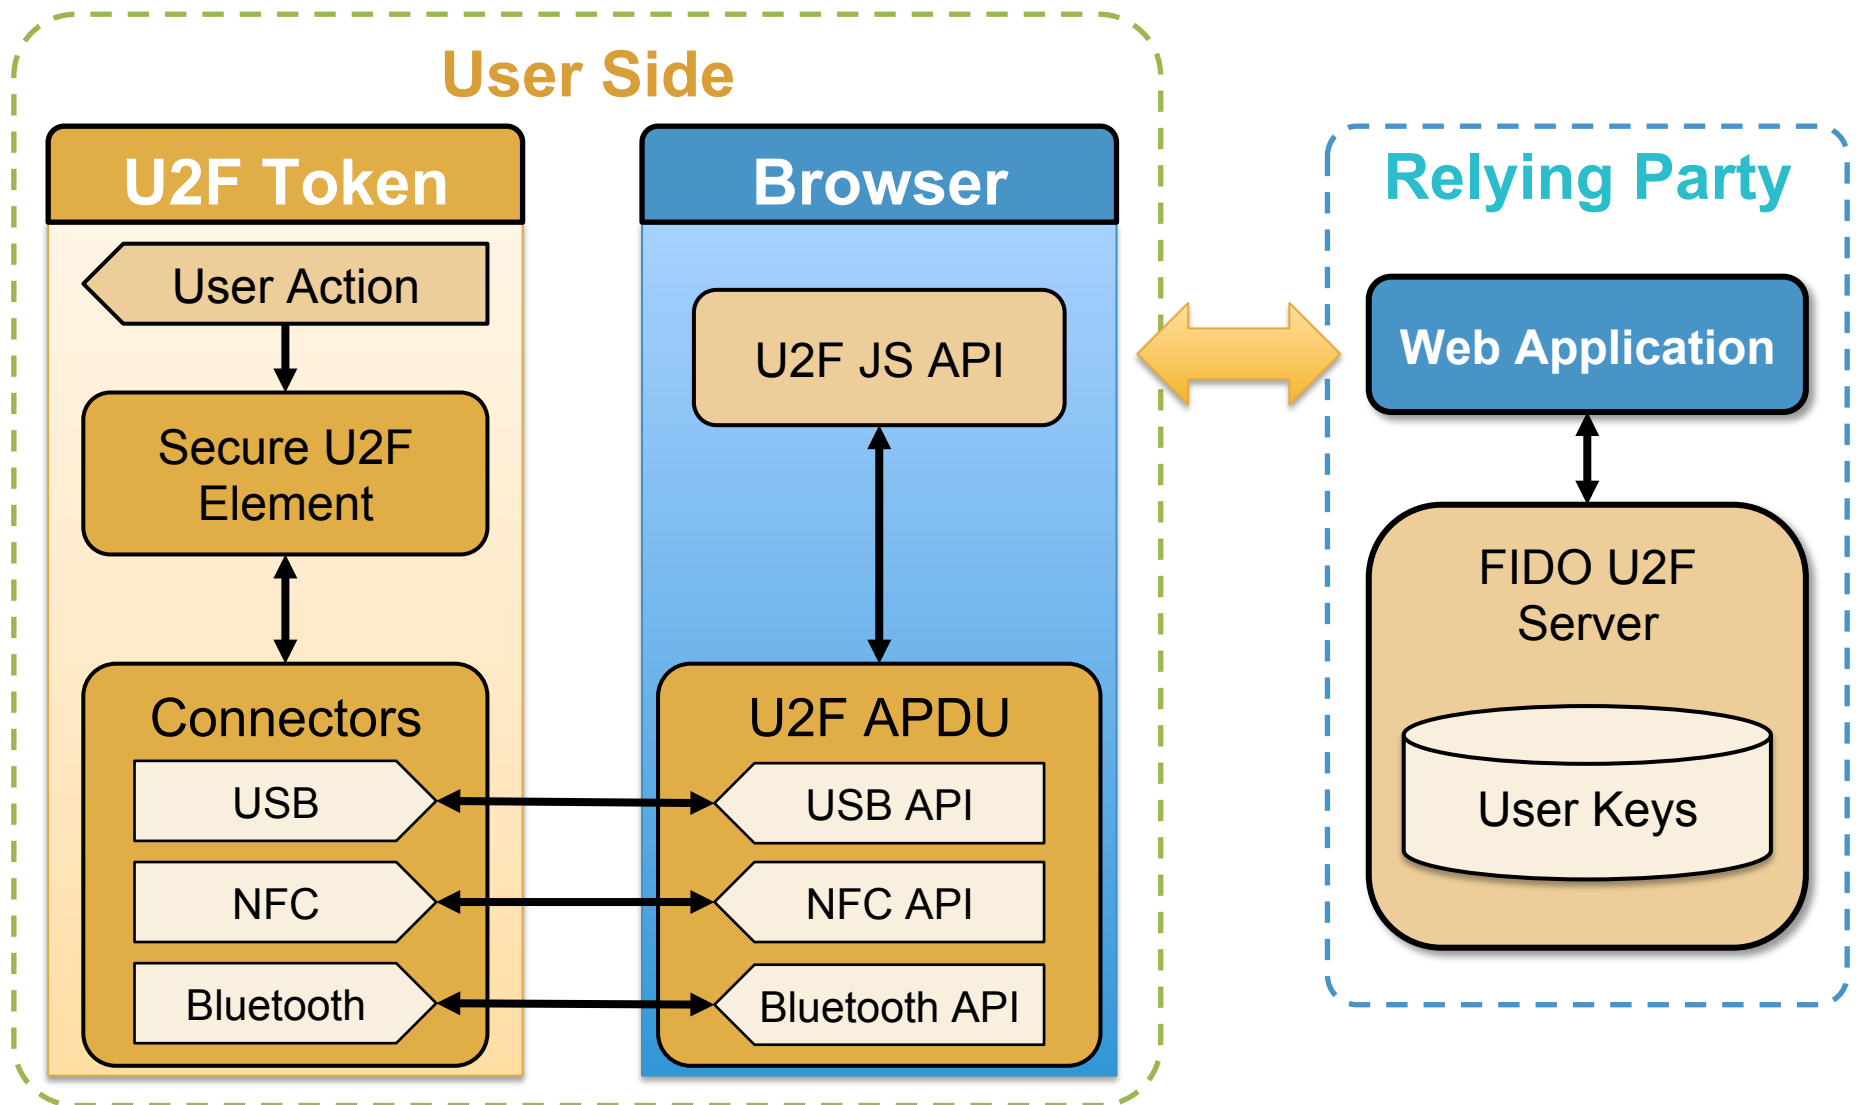 User Side
U2F Token
User Action
Secure U2F
Element
Connectors
USB
NFC
Bluetooth
Browser
U2F JS API
U2F APDU
USB API
NFC API
Bluetooth API
Relying Party
Web Application
FIDO U2F
Server
User Keys